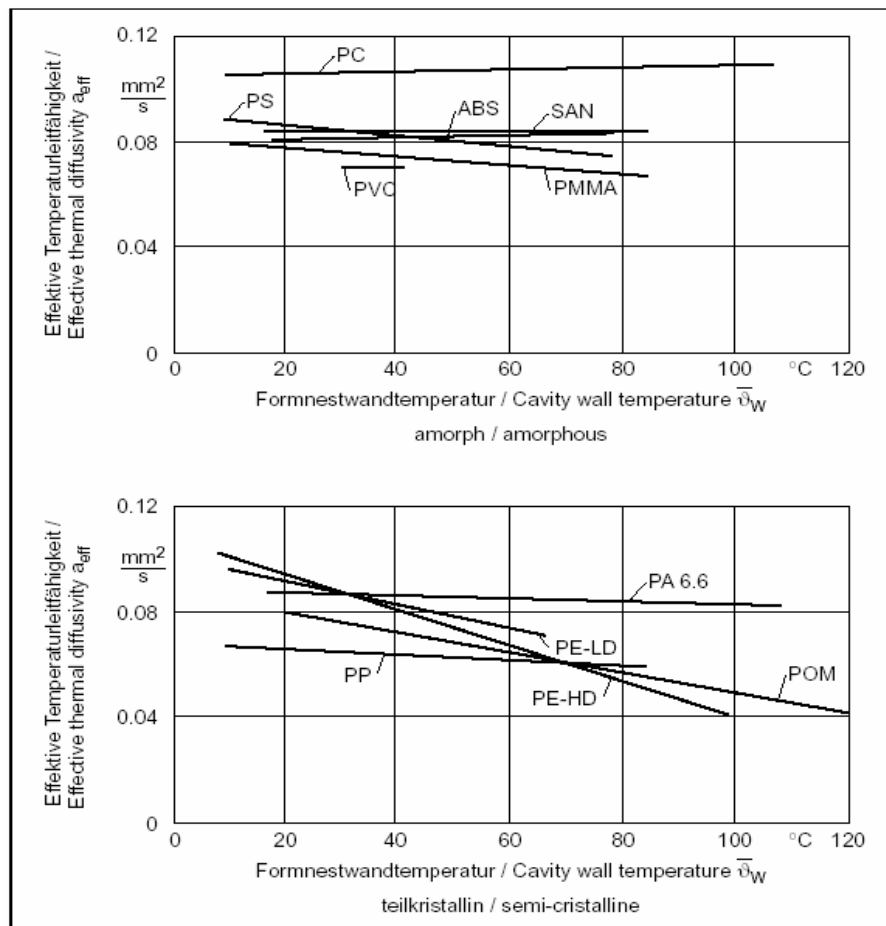 Effektive Temperaturleitfähigkeit /
Effective thermal diffusivity a_eff
0.12
mm²
s
0.08
0.04
0
PC
PS
ABS
SAN
PVC
PMMA
0 20 40 60 80 100 °C 120
Formnestwandtemperatur / Cavity wall temperature ϑ̅_W
amorph / amorphous
Effektive Temperaturleitfähigkeit /
Effective thermal diffusivity a_eff
0.12
mm²
s
0.08
0.04
0
PA 6.6
PE-LD
PP
PE-HD
POM
0 20 40 60 80 100 °C 120
Formnestwandtemperatur / Cavity wall temperature ϑ̅_W
teilkristallin / semi-cristalline